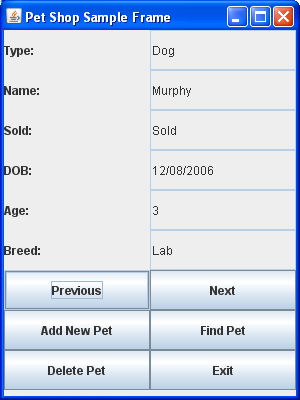 Pet Shop Sample Frame
Type: Dog
Name: Murphy
Sold: Sold
DOB: 12/08/2006
Age: 3
Breed: Lab
Previous Next
Add New Pet Find Pet
Delete Pet Exit